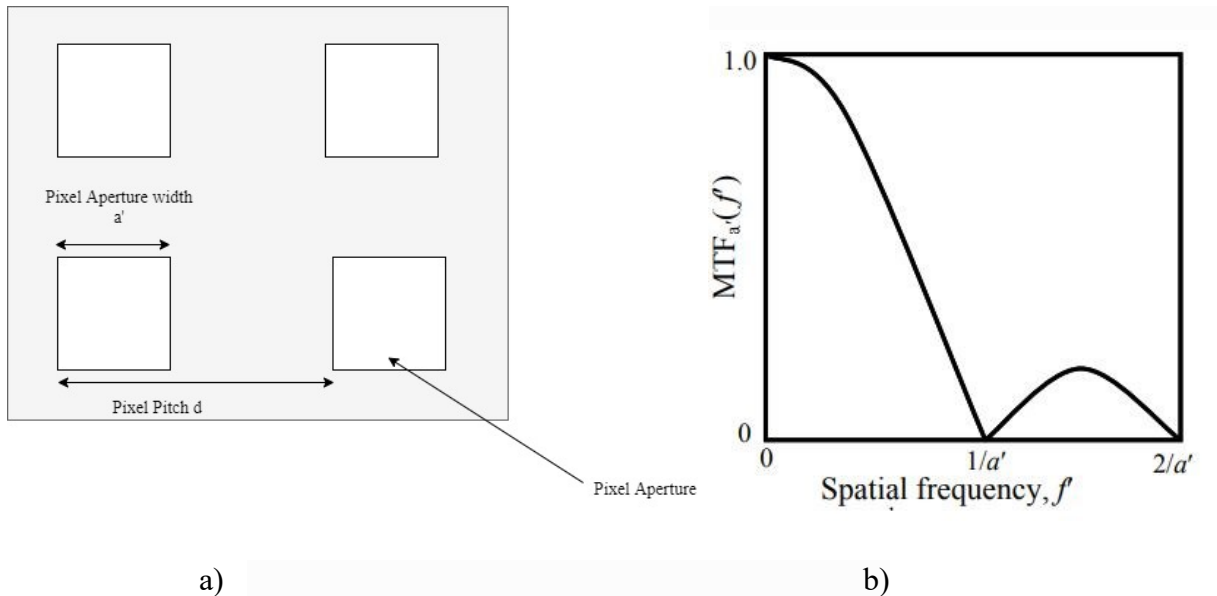 Pixel Aperture width
a'
Pixel Pitch d
Pixel Aperture
1.0
MTFa'(f')
0
0
1/a'
2/a'
Spatial frequency, f'
a)
b)